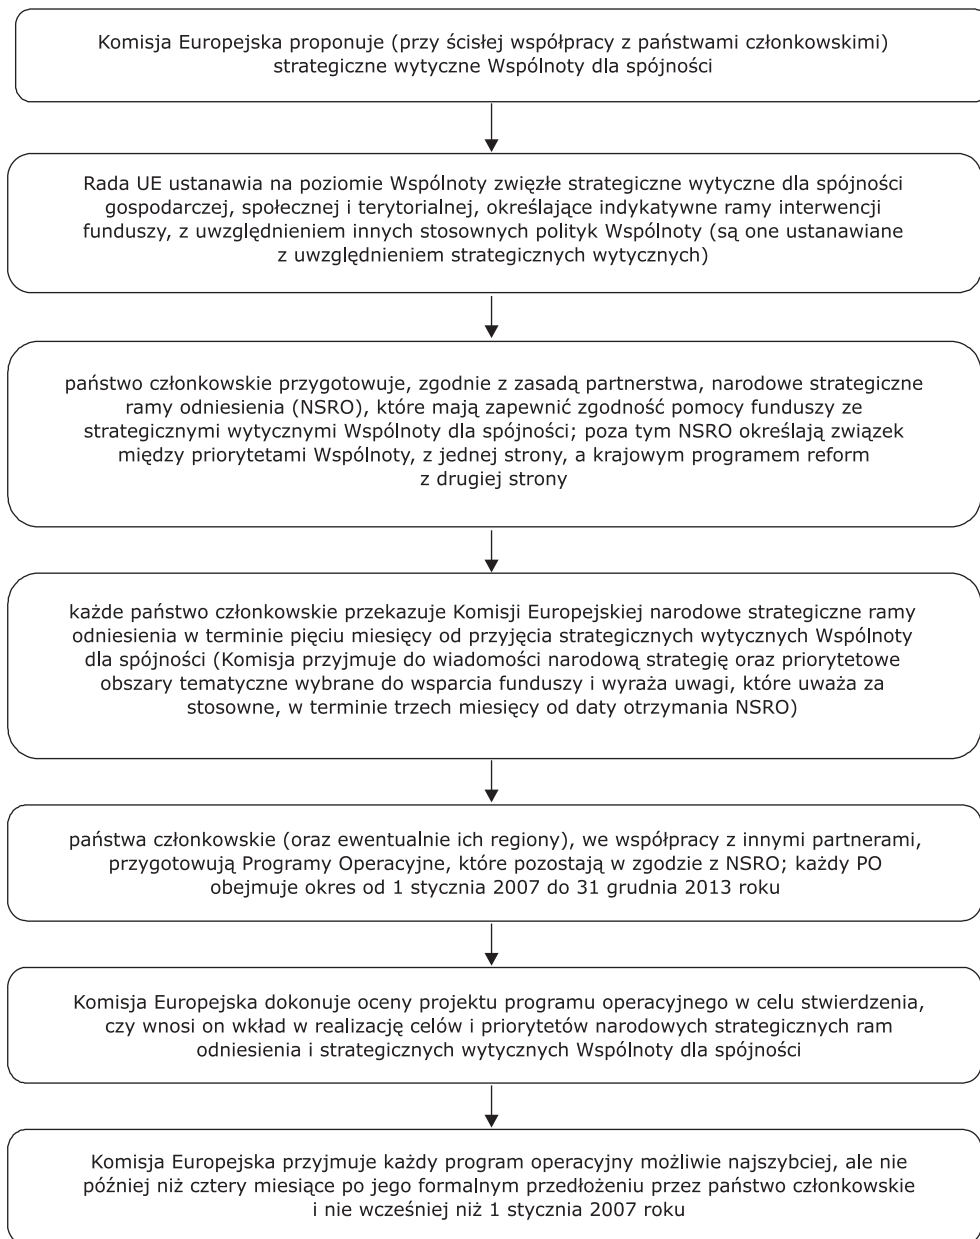 Komisja Europejska proponuje (przy ścisłej współpracy z państwami członkowskimi)
strategiczne wytyczne Wspólnoty dla spójności
Rada UE ustanawia na poziomie Wspólnoty zwięzłe strategiczne wytyczne dla spójności
gospodarczej, społecznej i terytorialnej, określające indykatywne ramy interwencji
funduszy, z uwzględnieniem innych stosownych polityk Wspólnoty (są one ustanawiane
z uwzględnieniem strategicznych wytycznych)
państwo członkowskie przygotowuje, zgodnie z zasadą partnerstwa, narodowe strategiczne
ramy odniesienia (NSRO), które mają zapewnić zgodność pomocy funduszy ze
strategicznymi wytycznymi Wspólnoty dla spójności; poza tym NSRO określają związek
między priorytetami Wspólnoty, z jednej strony, a krajowym programem reform
z drugiej strony
każde państwo członkowskie przekazuje Komisji Europejskiej narodowe strategiczne ramy
odniesienia w terminie pięciu miesięcy od przyjęcia strategicznych wytycznych Wspólnoty
dla spójności (Komisja przyjmuje do wiadomości narodową strategię oraz priorytetowe
obszary tematyczne wybrane do wsparcia funduszy i wyraża uwagi, które uważa za
stosowne, w terminie trzech miesięcy od daty otrzymania NSRO)
państwa członkowskie (oraz ewentualnie ich regiony), we współpracy z innymi partnerami,
przygotowują Programy Operacyjne, które pozostają w zgodzie z NSRO; każdy PO
obejmuje okres od 1 stycznia 2007 do 31 grudnia 2013 roku
Komisja Europejska dokonuje oceny projektu programu operacyjnego w celu stwierdzenia,
czy wnosi on wkład w realizację celów i priorytetów narodowych strategicznych ram
odniesienia i strategicznych wytycznych Wspólnoty dla spójności
Komisja Europejska przyjmuje każdy program operacyjny możliwie najszybciej, ale nie
później niż cztery miesiące po jego formalnym przedłożeniu przez państwo członkowskie
i nie wcześniej niż 1 stycznia 2007 roku